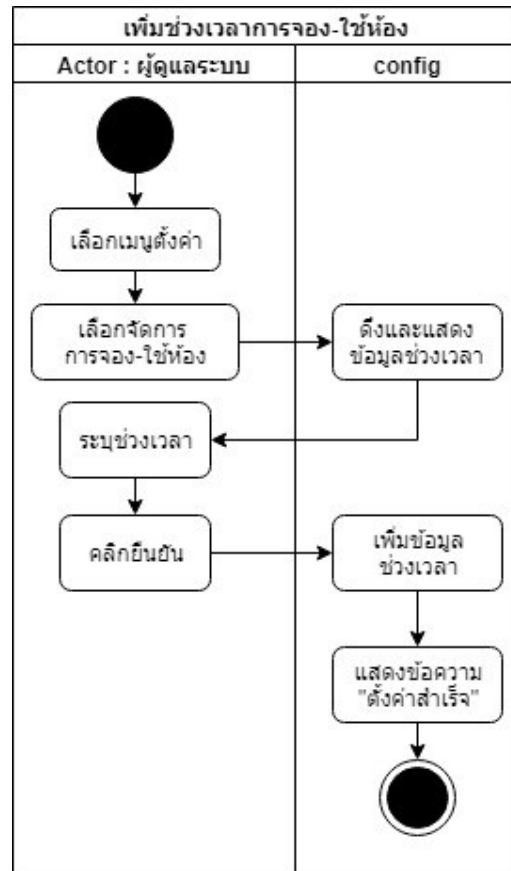 เพิ่มช่วงเวลาการจอง-ใช้ห้อง
Actor : ผู้ดูแลระบบ
config
เลือกเมนูตั้งค่า
เลือกจัดการ
การจอง-ใช้ห้อง
ดึงและแสดง
ข้อมูลช่วงเวลา
ระบุช่วงเวลา
คลิกยืนยัน
เพิ่มข้อมูล
ช่วงเวลา
แสดงข้อความ
"ตั้งค่าสำเร็จ"